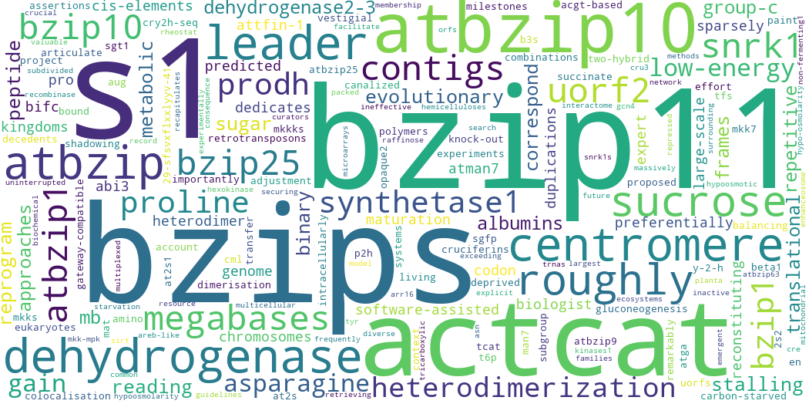 assertions cis-elements dehydrogenase2-3 membership milestones acgt-based group-c methods
crucial cry2h-seq attfin-1 vestigial facilitate orfs atbzip10 sparsely paint
bzip10 leader b3s two-hybrid snrk1
valuable rheostat sgt1 articulate s1 contigs cru3 low-energy
peptide project predicted atbzip25 canalized combinations succinate network effort
pro subdivided metabolic prodh evolutionary uorf2 tfs
bifc aug bound packed ineffective hemicelluloses interactome gcn4 expert
recombinase dedicates polymers raffinose correspond frames large-scale surrounding
kingdoms sugar mkkks curators knock-out duplications mkk7 repressed
decedents shadowing record retrotransposons microarrays search bzip11 massively repetitive
atbzip bzip25 importantly experiments opaque2 snrk1s hypoosmotic
uninterrupted abi3 hexokinase adjustment atman7 proposed
securing future sucrose
atbzip1 proline binary synthetase1 preferentially
biochemical gateway-compatible heterodimer maturation albumins balancing translational
reprogram approaches multiplexed account transfer intracellularly p2h systems sgfp cruciferins exceeding centromere
bzips cmi living codon y-2-h beta1 atbzip63
at2s1 genome model deprived roughly trnas largest reconstituting
mkks mb amino dimerisation arr16 explicit ecosystems inactive planta
eukaryotes starvation resource megabases software-assisted biologist gluconeogenesis bzip1 2s2
mkk-mpk sirt areb-like chromosomes multicellular tyr diverse context tricarboxylic asn man7 subgroup atbzip9 remarkably atga emergent cre
dehydrogenase frequently t6p tcat kinases1 families actcat uorfs en mitochondrial
gain common reading asparagine heterodimerization stalling
colocalisation hypoosmolarity at2s guidelines retrieving carbon-starved